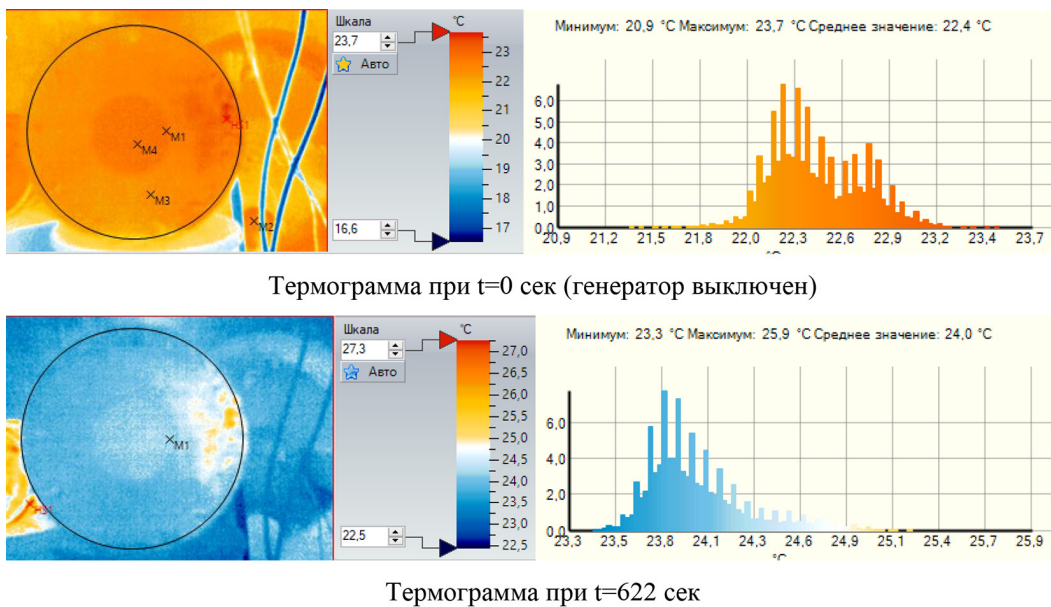 Шкала
°C
23,7
Авто
23
22
21
20
19
18
17
16,6
HS1
M1
M4
M3
M2
Минимум: 20,9 °C Максимум: 23,7 °C Среднее значение: 22,4 °C
6,0
5,0
4,0
3,0
2,0
1,0
0,0
20,9 21,2 21,5 21,8 22,0 22,3 22,6 22,9 23,2 23,4 23,7
°C
Термограмма при t=0 сек (генератор выключен)
Шкала
°C
27,3
Авто
27,0
26,5
26,0
25,5
25,0
24,5
24,0
23,5
23,0
22,5
22,5
M1
HS1
Минимум: 23,3 °C Максимум: 25,9 °C Среднее значение: 24,0 °C
6,0
4,0
2,0
0,0
23,3 23,5 23,8 24,1 24,3 24,6 24,9 25,1 25,4 25,7 25,9
°C
Термограмма при t=622 сек